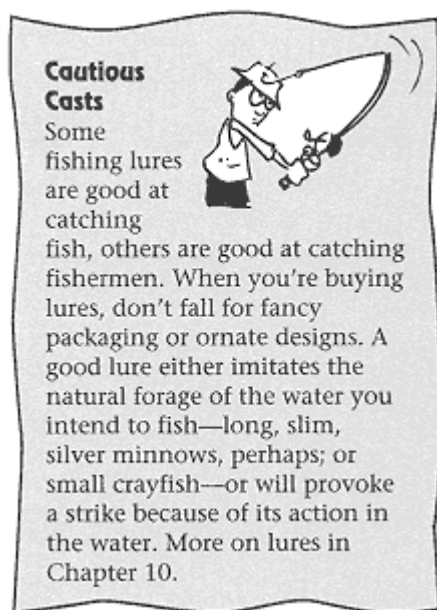 Cautious
Casts
Some
fishing lures
are good at
catching
fish, others are good at catching
fishermen. When you're buying
lures, don't fall for fancy
packaging or ornate designs. A
good lure either imitates the
natural forage of the water you
intend to fish—long, slim,
silver minnows, perhaps; or
small crayfish—or will provoke
a strike because of its action in
the water. More on lures in
Chapter 10.